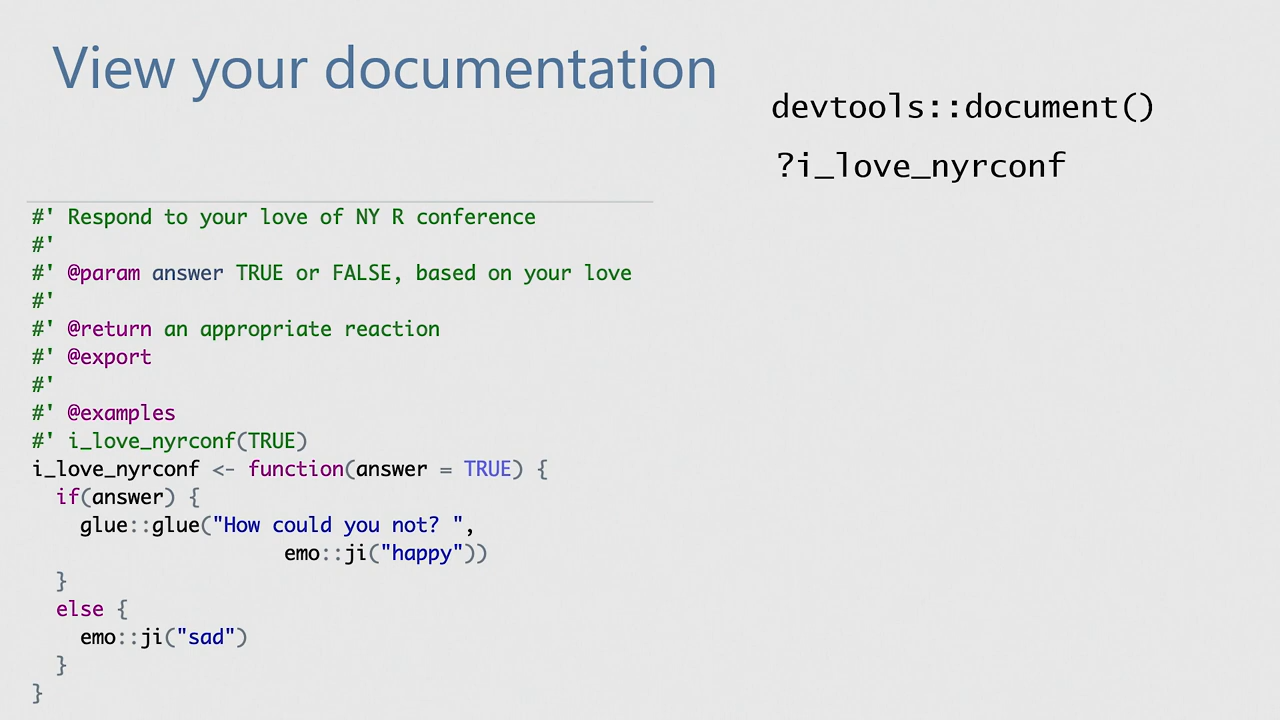 View your documentation
devtools::document()
?i_love_nyrconf
#' Respond to your love of NY R conference
#'
#' @param answer TRUE or FALSE, based on your love
#'
#' @return an appropriate reaction
#' @export
#'
#' @examples
#' i_love_nyrconf(TRUE)
i_love_nyrconf <- function(answer = TRUE) {
  if(answer) {
    glue::glue("How could you not? ",
                     emo::ji("happy"))
  }
  else {
    emo::ji("sad")
  }
}